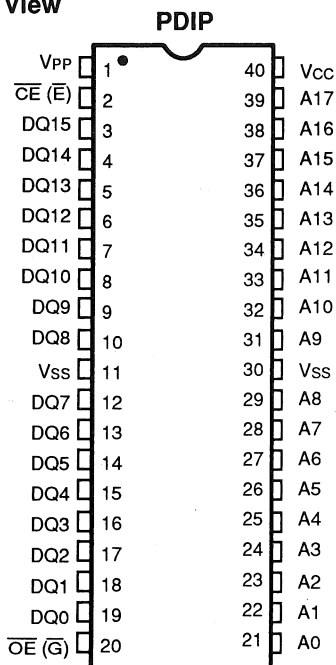 View
PDIP
VPP 1 40 VCC
C̅E̅ (E̅) 2 39 A17
DQ15 3 38 A16
DQ14 4 37 A15
DQ13 5 36 A14
DQ12 6 35 A13
DQ11 7 34 A12
DQ10 8 33 A11
DQ9 9 32 A10
DQ8 10 31 A9
VSS 11 30 VSS
DQ7 12 29 A8
DQ6 13 28 A7
DQ5 14 27 A6
DQ4 15 26 A5
DQ3 16 25 A4
DQ2 17 24 A3
DQ1 18 23 A2
DQ0 19 22 A1
O̅E̅ (G̅) 20 21 A0